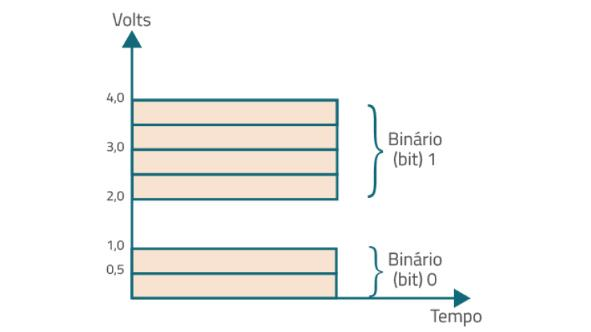 Volts
4,0
3,0
Binário
(bit) 1
2,0
1,0
Binário
0,5
(bit) 0
Tempo